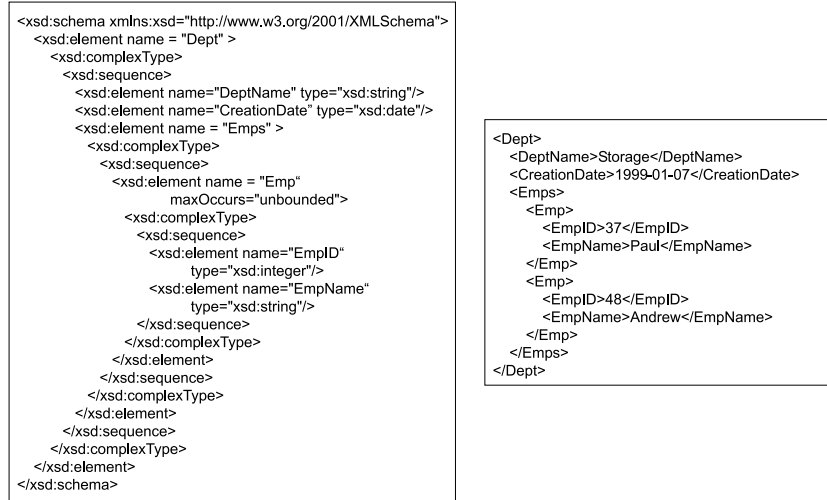 <xsd:schema xmlns:xsd="http://www.w3.org/2001/XMLSchema">
<xsd:element name = "Dept" >
<xsd:complexType>
<xsd:sequence>
<xsd:element name="DeptName" type="xsd:string"/>
<xsd:element name="CreationDate” type="xsd:date"/>
<xsd:element name = "Emps" >
<xsd:complexType>
<xsd:sequence>
<xsd:element name = "Emp“
maxOccurs="unbounded">
<xsd:complexType>
<xsd:sequence>
<xsd:element name="EmpID“
type="xsd:integer"/>
<xsd:element name="EmpName“
type="xsd:string"/>
</xsd:sequence>
</xsd:complexType>
</xsd:element>
</xsd:sequence>
</xsd:complexType>
</xsd:element>
</xsd:sequence>
</xsd:complexType>
</xsd:element>
</xsd:schema>
<Dept>
<DeptName>Storage</DeptName>
<CreationDate>1999-01-07</CreationDate>
<Emps>
<Emp>
<EmpID>37</EmpID>
<EmpName>Paul</EmpName>
</Emp>
<Emp>
<EmpID>48</EmpID>
<EmpName>Andrew</EmpName>
</Emp>
</Emps>
</Dept>